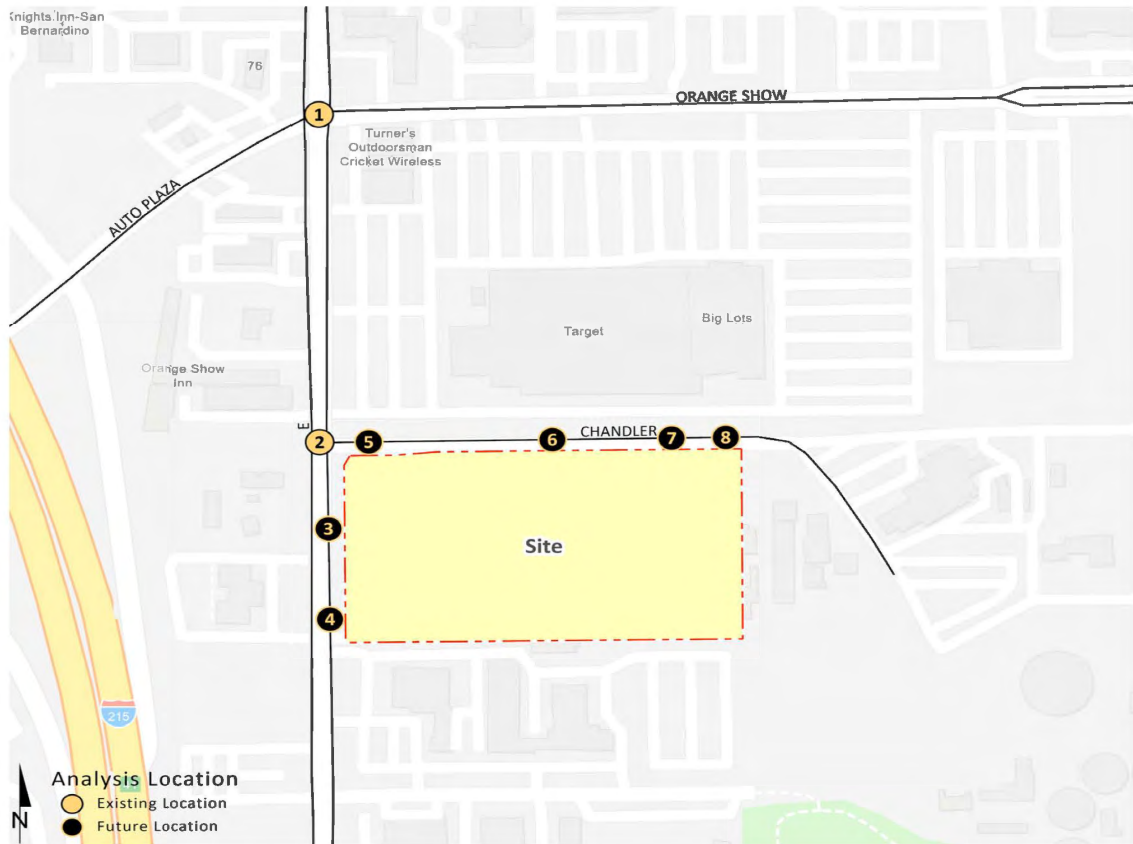 Knights Inn-San
Bernardino
76
1
ORANGE SHOW
Turner's
Outdoorsman
Cricket Wireless
AUTO PLAZA
Target
Big Lots
Orange Show
Inn
E
2
5
6
CHANDLER
7
8
3
Site
4
215
Analysis Location
Existing Location
Future Location
N